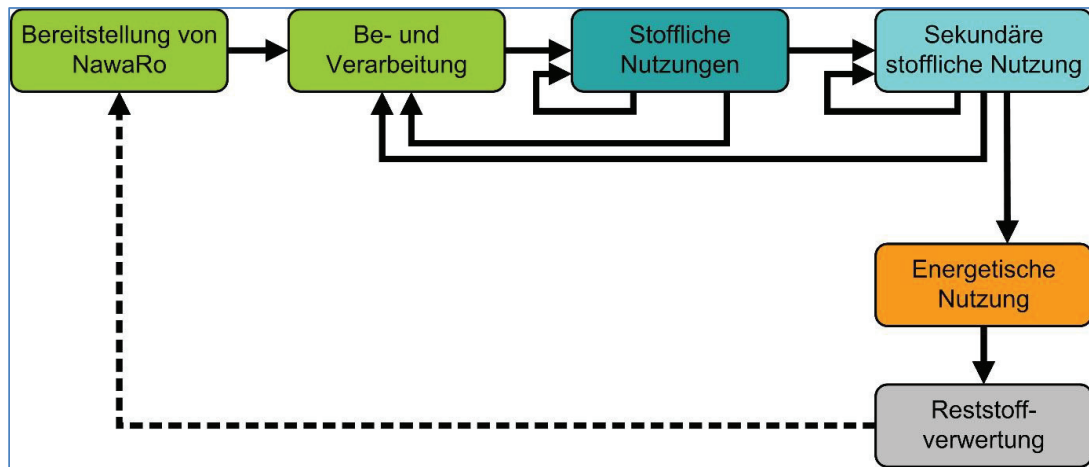 Bereitstellung von
NawaRo
Be- und
Verarbeitung
Stoffliche
Nutzungen
Sekundäre
stoffliche Nutzung
Energetische
Nutzung
Reststoff-
verwertung